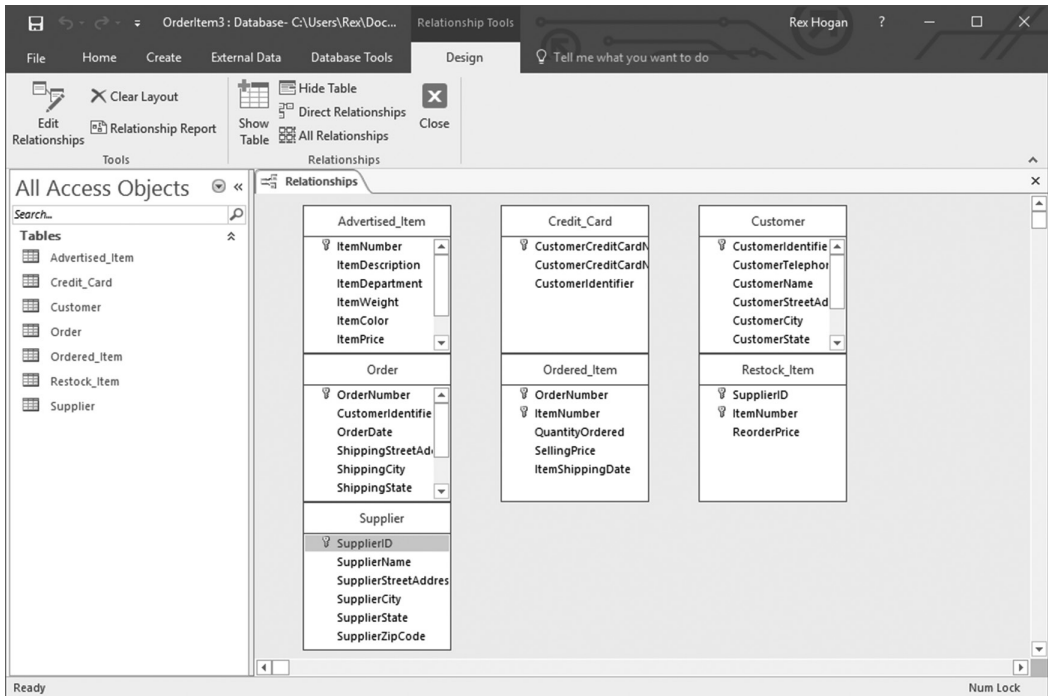 OrderItem3 : Database- C:\Users\Rex\Doc... Relationship Tools Rex Hogan ?
File Home Create External Data Database Tools Design Tell me what you want to do
Edit Relationships
Clear Layout
Relationship Report
Tools
Show Table
Hide Table
Direct Relationships
All Relationships
Close
Relationships
All Access Objects
Search...
Tables
Advertised_Item
Credit_Card
Customer
Order
Ordered_Item
Restock_Item
Supplier
Relationships
Advertised_Item
ItemNumber
ItemDescription
ItemDepartment
ItemWeight
ItemColor
ItemPrice
Credit_Card
CustomerCreditCardN
CustomerCreditCardN
CustomerIdentifier
Customer
CustomerIdentifie
CustomerTelephor
CustomerName
CustomerStreetAd
CustomerCity
CustomerState
Order
OrderNumber
CustomerIdentifie
OrderDate
ShippingStreetAd
ShippingCity
ShippingState
Ordered_Item
OrderNumber
ItemNumber
QuantityOrdered
SellingPrice
ItemShippingDate
Restock_Item
SupplierID
ItemNumber
ReorderPrice
Supplier
SupplierID
SupplierName
SupplierStreetAddres
SupplierCity
SupplierState
SupplierZipCode
Ready Num Lock